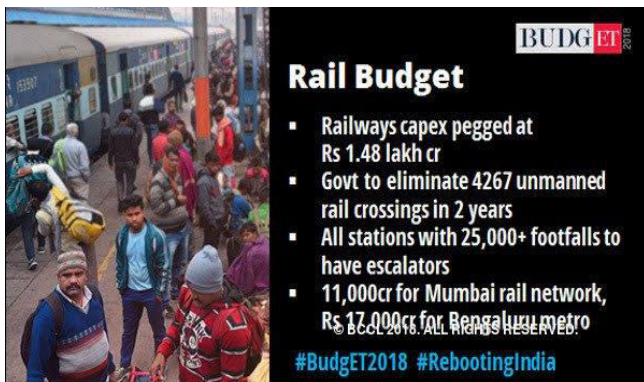 BUDGET
2018
Rail Budget
▪ Railways capex pegged at
Rs 1.48 lakh cr
▪ Govt to eliminate 4267 unmanned
rail crossings in 2 years
▪ All stations with 25,000+ footfalls to
have escalators
▪ 11,000cr for Mumbai rail network,
Rs 17,000cr for Bengaluru metro
© BCCL 2018. ALL RIGHTS RESERVED.
#BudgET2018 #RebootingIndia